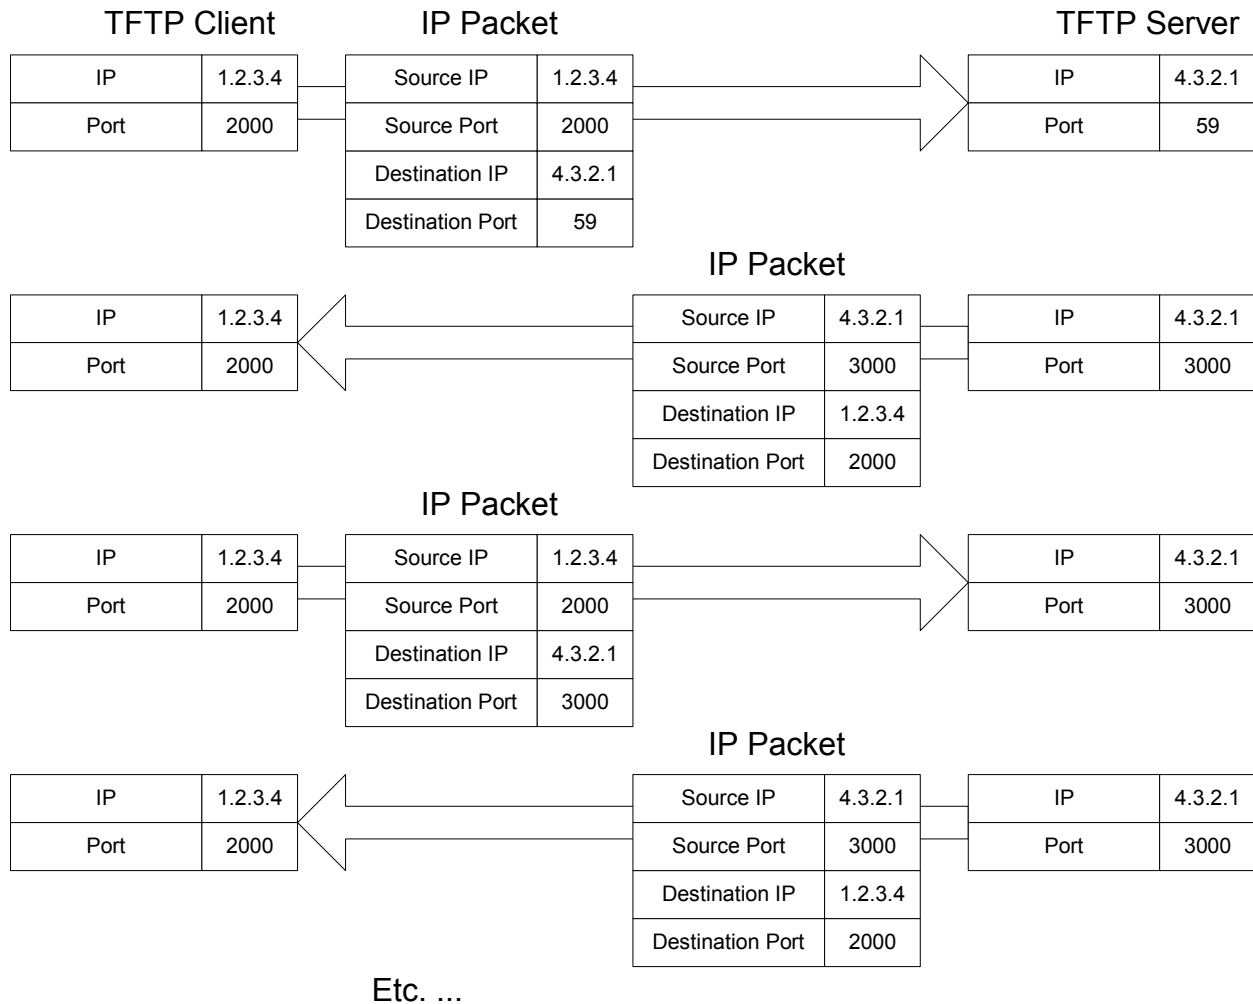 TFTP Client IP Packet TFTP Server
IP 1.2.3.4 Source IP 1.2.3.4 IP 4.3.2.1
Port 2000 Source Port 2000 Port 59
Destination IP 4.3.2.1
Destination Port 59
IP Packet
IP 1.2.3.4 Source IP 4.3.2.1 IP 4.3.2.1
Port 2000 Source Port 3000 Port 3000
Destination IP 1.2.3.4
Destination Port 2000
IP Packet
IP 1.2.3.4 Source IP 1.2.3.4 IP 4.3.2.1
Port 2000 Source Port 2000 Port 3000
Destination IP 4.3.2.1
Destination Port 3000
IP Packet
IP 1.2.3.4 Source IP 4.3.2.1 IP 4.3.2.1
Port 2000 Source Port 3000 Port 3000
Destination IP 1.2.3.4
Destination Port 2000
Etc. ...